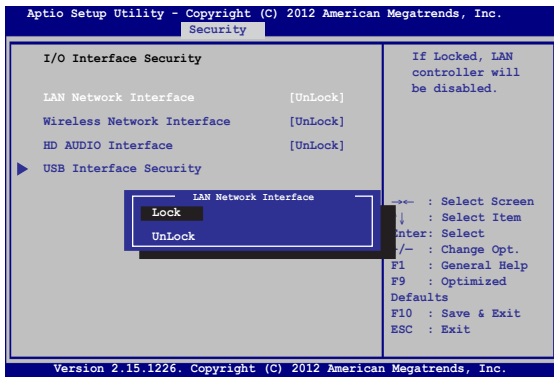 Aptio Setup Utility - Copyright (C) 2012 American Megatrends, Inc.
Security
I/O Interface Security
LAN Network Interface [UnLock]
Wireless Network Interface [UnLock]
HD AUDIO Interface [UnLock]
USB Interface Security
If Locked, LAN
controller will
be disabled.
LAN Network Interface
Lock
UnLock
→← : Select Screen
↓ : Select Item
nter: Select
/— : Change Opt.
F1 : General Help
F9 : Optimized
Defaults
F10 : Save & Exit
ESC : Exit
Version 2.15.1226. Copyright (C) 2012 American Megatrends, Inc.